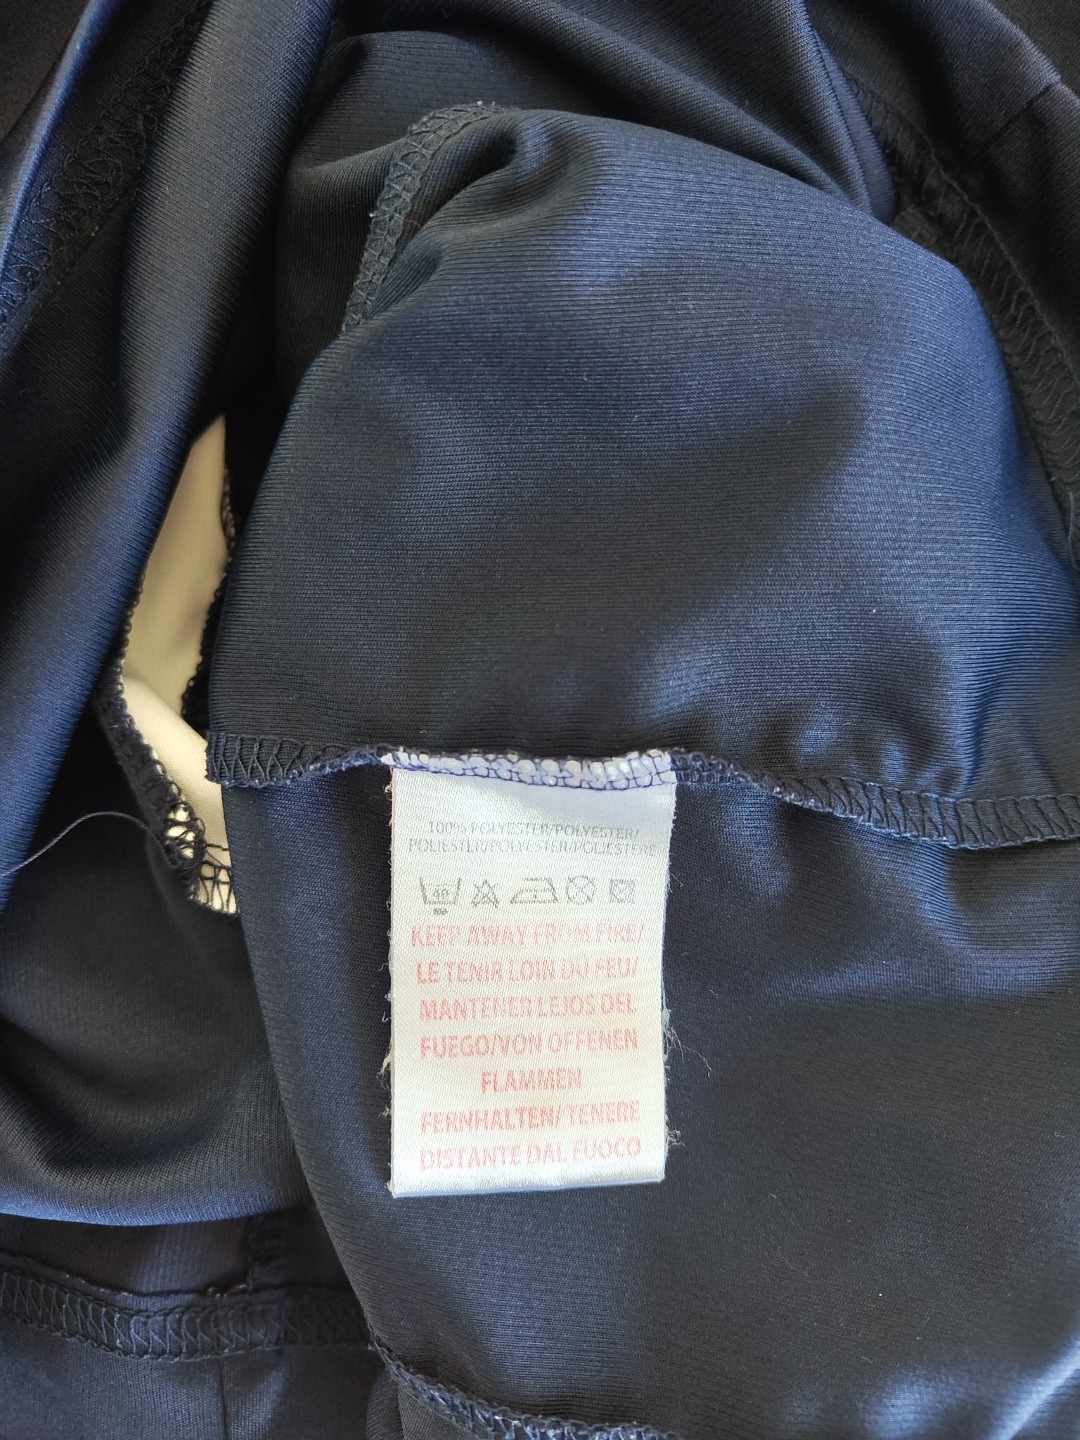 100% POLYESTER/POLYESTER/
POLIESTER/POLYESTER/POLIESTERE
40
KEEP AWAY FROM FIRE/
LE TENIR LOIN DU FEU/
MANTENER LEJOS DEL
FUEGO/VON OFFENEN
FLAMMEN
FERNHALTEN/ TENERE
DISTANTE DAL FUOCO